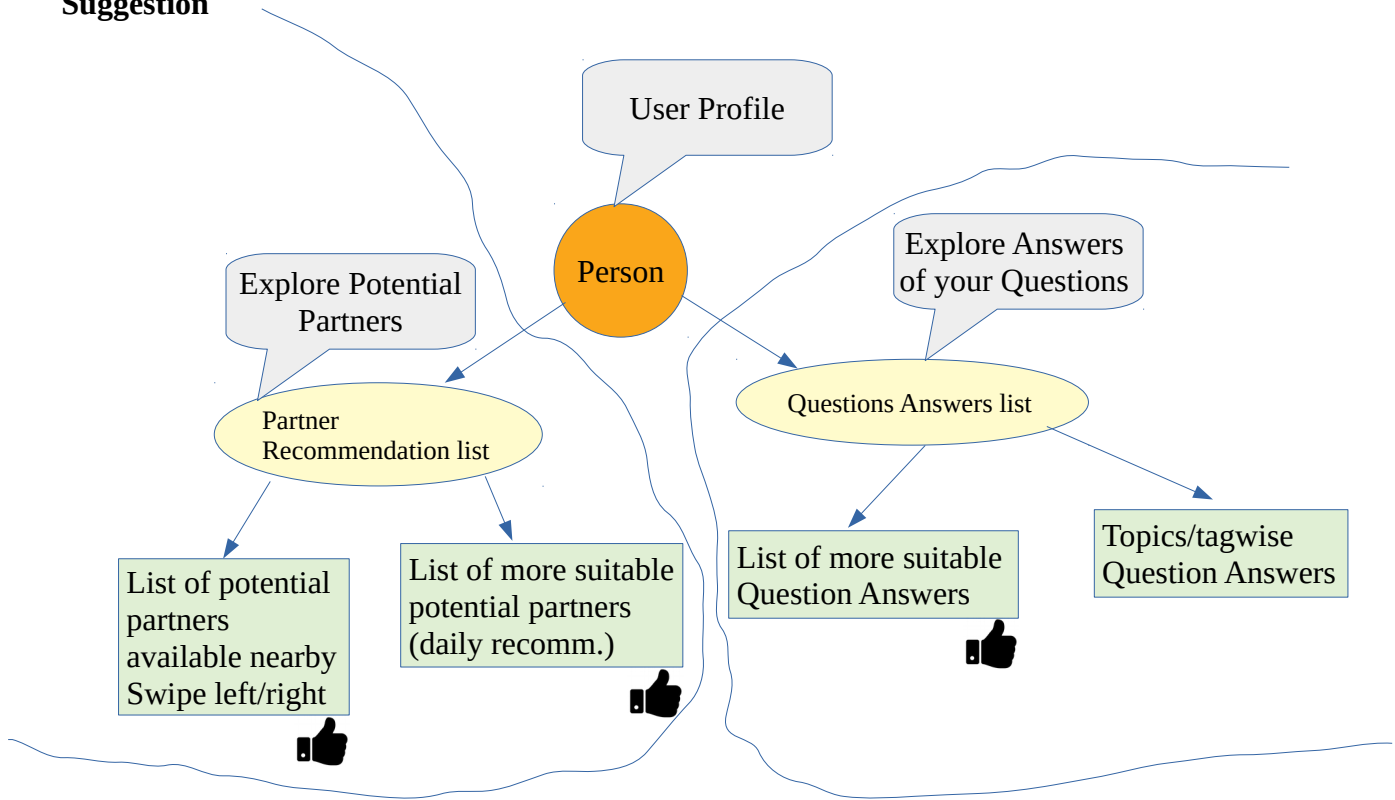 Suggestion
User Profile
Person
Explore Potential
Partners
Explore Answers
of your Questions
Partner
Recommendation list
Questions Answers list
List of potential
partners
available nearby
Swipe left/right
List of more suitable
potential partners
(daily recomm.)
List of more suitable
Question Answers
Topics/tagwise
Question Answers